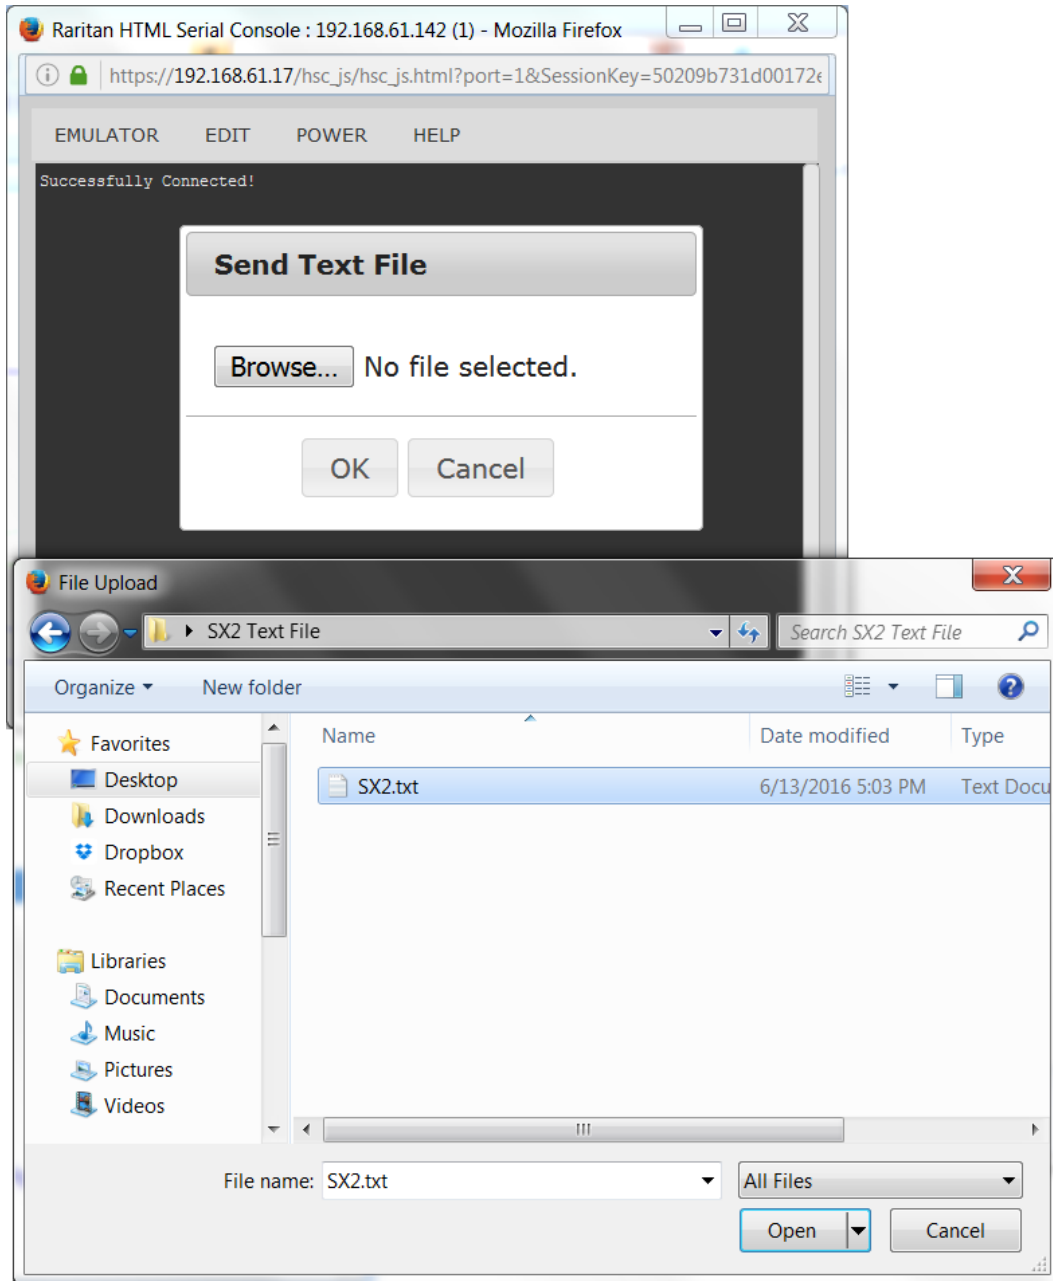 Raritan HTML Serial Console : 192.168.61.142 (1) - Mozilla Firefox
https://192.168.61.17/hsc_js/hsc_js.html?port=1&SessionKey=50209b731d00172e
EMULATOR EDIT POWER HELP
Successfully Connected!
Send Text File
Browse... No file selected.
OK Cancel
File Upload
SX2 Text File Search SX2 Text File
Organize New folder
Name Date modified Type
Favorites
Desktop
SX2.txt 6/13/2016 5:03 PM Text Docu
Downloads
Dropbox
Recent Places
Libraries
Documents
Music
Pictures
Videos
File name: SX2.txt All Files
Open Cancel